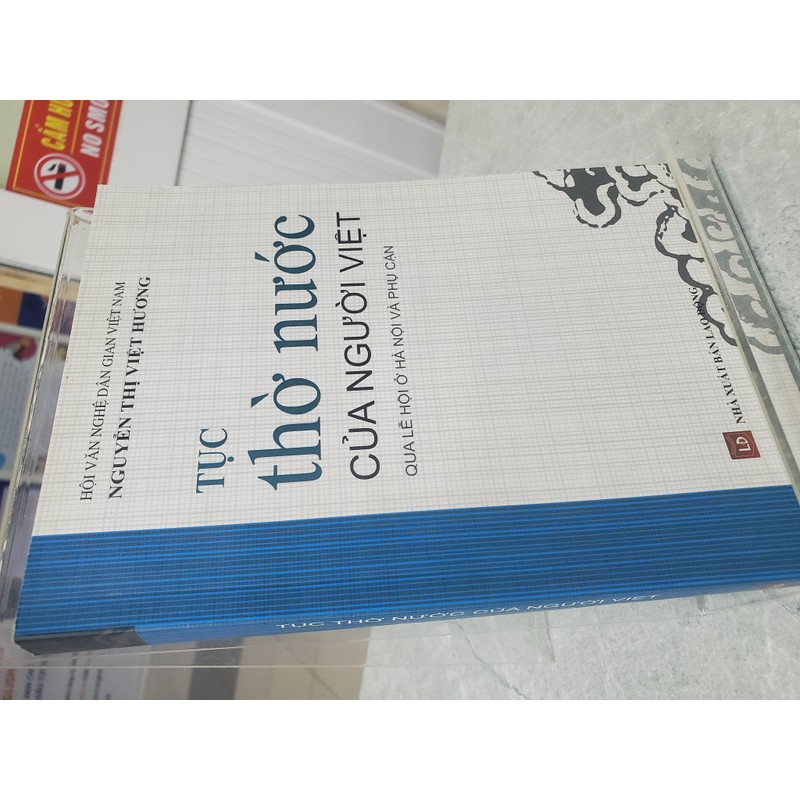 HỘI VĂN NGHỆ DÂN GIAN VIỆT NAM
NGUYỄN THỊ VIỆT HƯƠNG
TỤC
thờ nước
CỦA NGƯỜI VIỆT
QUA LỄ HỘI Ở HÀ NỘI VÀ PHỤ CẬN
LĐ
NHÀ XUẤT BẢN LAO ĐỘNG
TỤC THỜ NƯỚC CỦA NGƯỜI VIỆT
CẤM HÚ
NO SMO